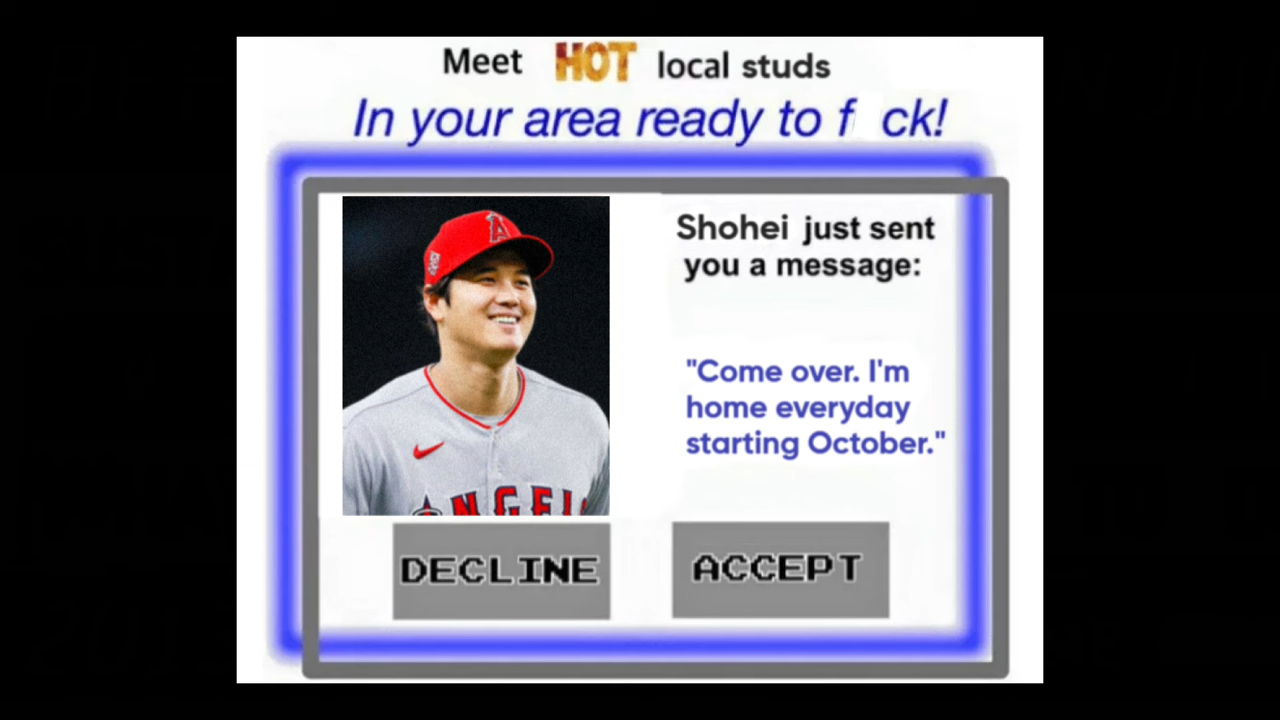 Meet HOT local studs
In your area ready to f ck!
Shohei just sent
you a message:
"Come over. I'm
home everyday
starting October."
A
ANGEL
DECLINE
ACCEPT